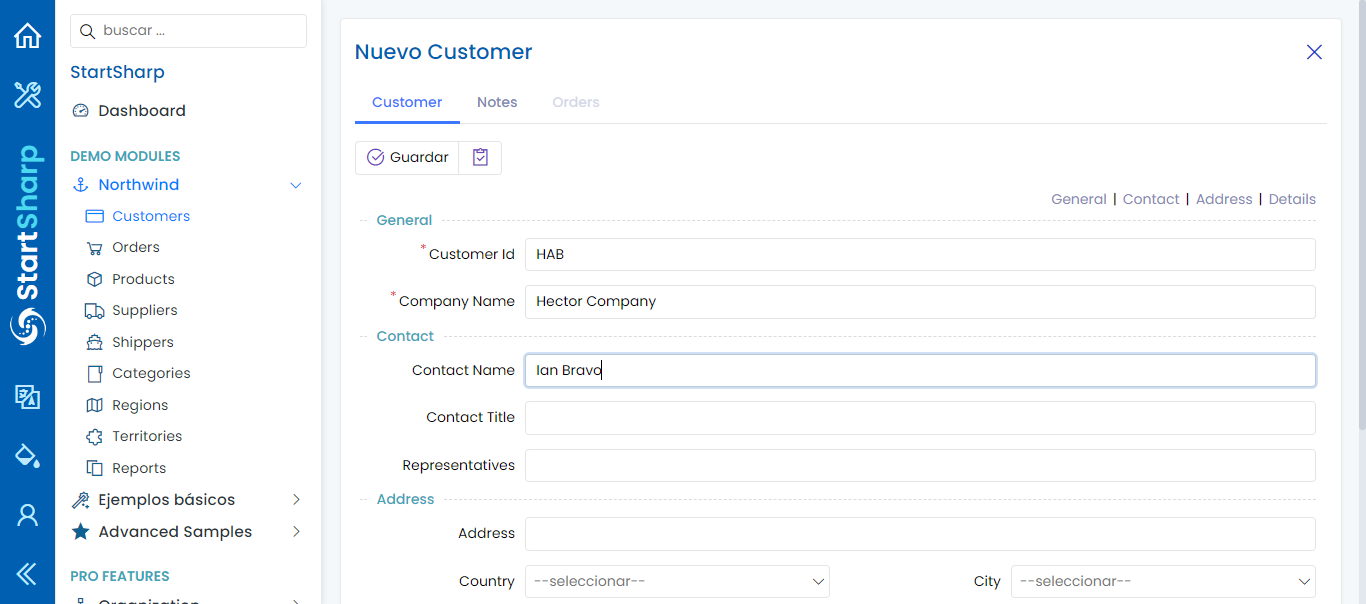 buscar ...
StartSharp
Dashboard
DEMO MODULES
Northwind
Customers
Orders
Products
Suppliers
Shippers
Categories
Regions
Territories
Reports
Ejemplos básicos
Advanced Samples
PRO FEATURES
Organization
StartSharp
Nuevo Customer
Customer Notes Orders
Guardar
General | Contact | Address | Details
General
* Customer Id HAB
* Company Name Hector Company
Contact
Contact Name Ian Bravo
Contact Title
Representatives
Address
Address
Country --seleccionar-- City --seleccionar--